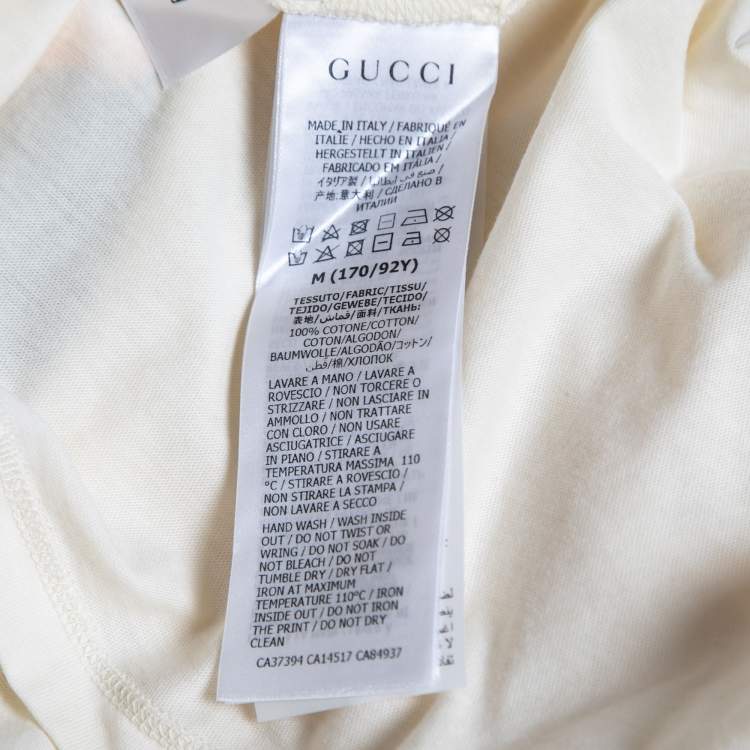 GUCCI
MADE IN ITALY / FABRIQUÉ EN
ITALIE / HECHO EN ITALIA /
HERGESTELLT IN ITALIEN /
FABRICADO EM ITÁLIA /
イタリア製 / صنع في إيطاليا /
产地:意大利 / СДЕЛАНО В
ИТАЛИИ
M (170/92Y)
TESSUTO/FABRIC/TISSU/
TEJIDO/GEWEBE/TECIDO/
表地/قماش/面料/ТКАНЬ:
100% COTONE/COTTON/
COTON/ALGODON/
BAUMWOLLE/ALGODÃO/コットン/
قطن/棉/ХЛОПОК
LAVARE A MANO / LAVARE A
ROVESCIO / NON TORCERE O
STRIZZARE / NON LASCIARE IN
AMMOLLO / NON TRATTARE
CON CLORO / NON USARE
ASCIUGATRICE / ASCIUGARE
IN PIANO / STIRARE A
TEMPERATURA MASSIMA 110
°C / STIRARE A ROVESCIO /
NON STIRARE LA STAMPA /
NON LAVARE A SECCO
HAND WASH / WASH INSIDE
OUT / DO NOT TWIST OR
WRING / DO NOT SOAK / DO
NOT BLEACH / DO NOT
TUMBLE DRY / DRY FLAT /
IRON AT MAXIMUM
TEMPERATURE 110°C / IRON
INSIDE OUT / DO NOT IRON
THE PRINT / DO NOT DRY
CLEAN
CA37394 CA14517 CA84937